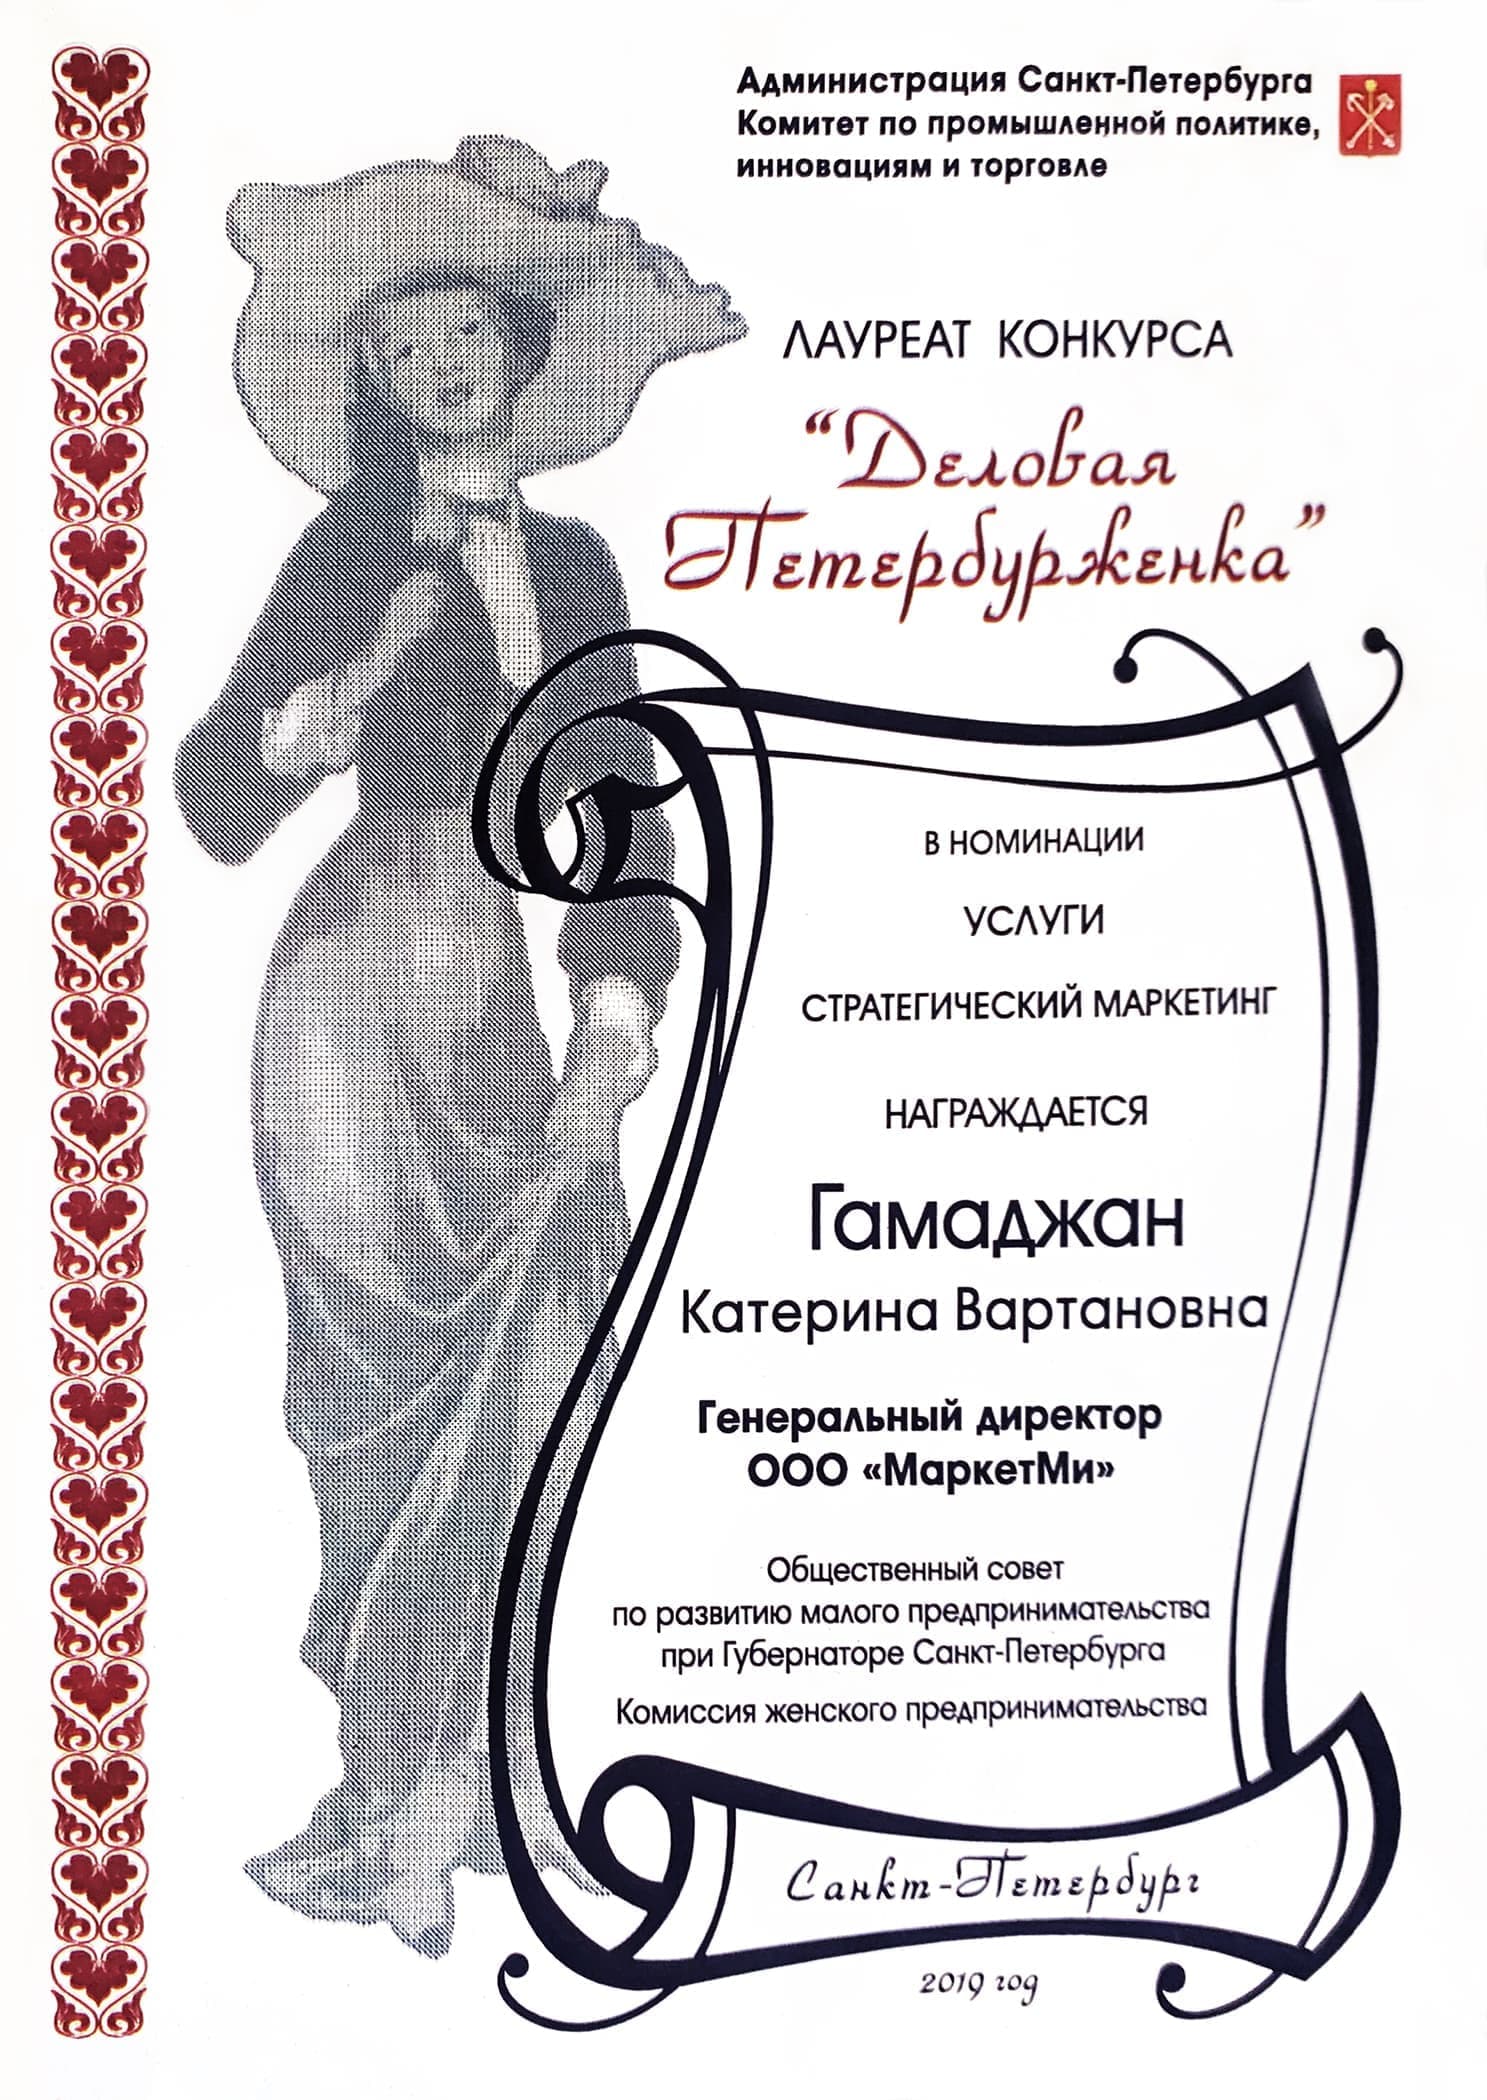 Администрация Санкт-Петербурга
Комитет по промышленной политике,
инновациям и торговле
ЛАУРЕАТ КОНКУРСА
“Деловая
Петербурженка”
В НОМИНАЦИИ
УСЛУГИ
СТРАТЕГИЧЕСКИЙ МАРКЕТИНГ
НАГРАЖДАЕТСЯ
Гамаджан
Катерина Вартановна
Генеральный директор
ООО «МаркетМи»
Общественный совет
по развитию малого предпринимательства
при Губернаторе Санкт-Петербурга
Комиссия женского предпринимательства
Санкт-Петербург
2019 год